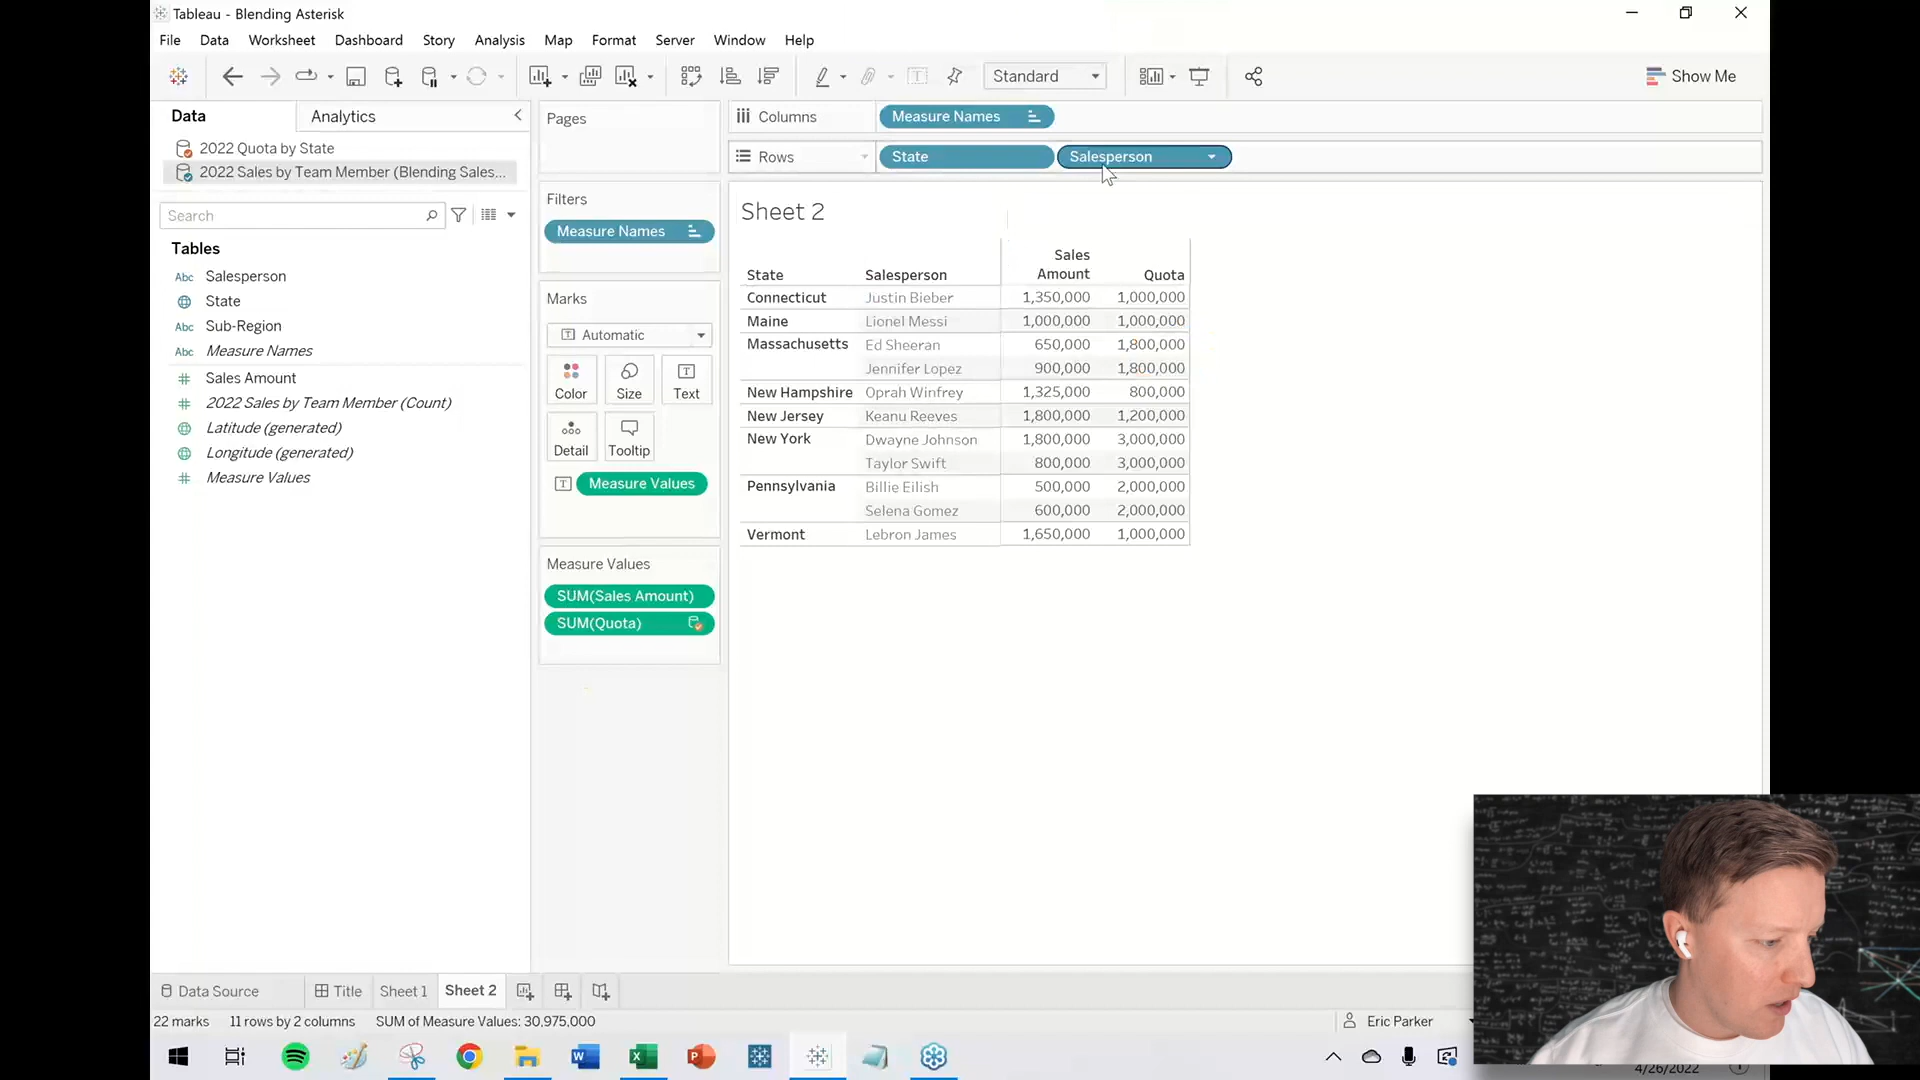 Tableau - Blending Asterisk
File Data Worksheet Dashboard Story Analysis Map Format Server Window Help
Standard
Show Me
Data
Analytics
2022 Quota by State
2022 Sales by Team Member (Blending Sales...
Search
Tables
Abc Salesperson
State
Abc Sub-Region
Abc Measure Names
Sales Amount
2022 Sales by Team Member (Count)
Latitude (generated)
Longitude (generated)
Measure Values
Pages
Filters
Measure Names
Marks
Automatic
Color Size Text
Detail Tooltip
Measure Values
Measure Values
SUM(Sales Amount)
SUM(Quota)
Columns Measure Names
Rows State Salesperson
Sheet 2
State Salesperson Sales Amount Quota
Connecticut Justin Bieber 1,350,000 1,000,000
Maine Lionel Messi 1,000,000 1,000,000
Massachusetts Ed Sheeran 650,000 1,800,000
Jennifer Lopez 900,000 1,800,000
New Hampshire Oprah Winfrey 1,325,000 800,000
New Jersey Keanu Reeves 1,800,000 1,200,000
New York Dwayne Johnson 1,800,000 3,000,000
Taylor Swift 800,000 3,000,000
Pennsylvania Billie Eilish 500,000 2,000,000
Selena Gomez 600,000 2,000,000
Vermont Lebron James 1,650,000 1,000,000
Data Source Title Sheet 1 Sheet 2
22 marks 11 rows by 2 columns SUM of Measure Values: 30,975,000
Eric Parker
4/26/2022